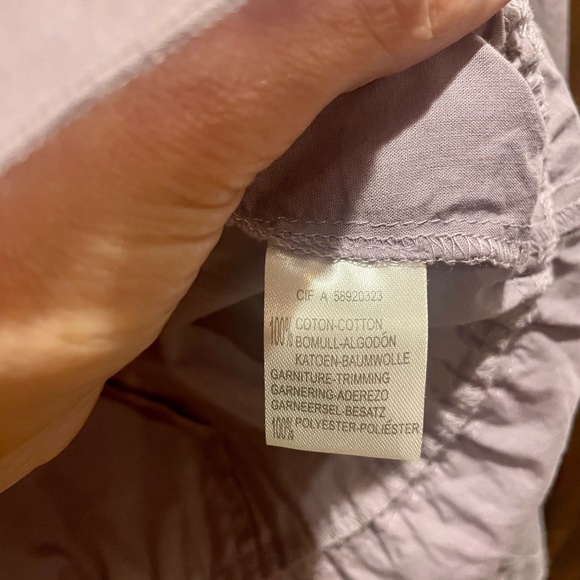 CIF A 58920323
100% COTON-COTTON
BOMULL-ALGODÓN
KATOEN-BAUMWOLLE
GARNITURE-TRIMMING
GARNERING-ADEREZO
GARNEERSEL-BESATZ
100% POLYESTER-POLIÉSTER